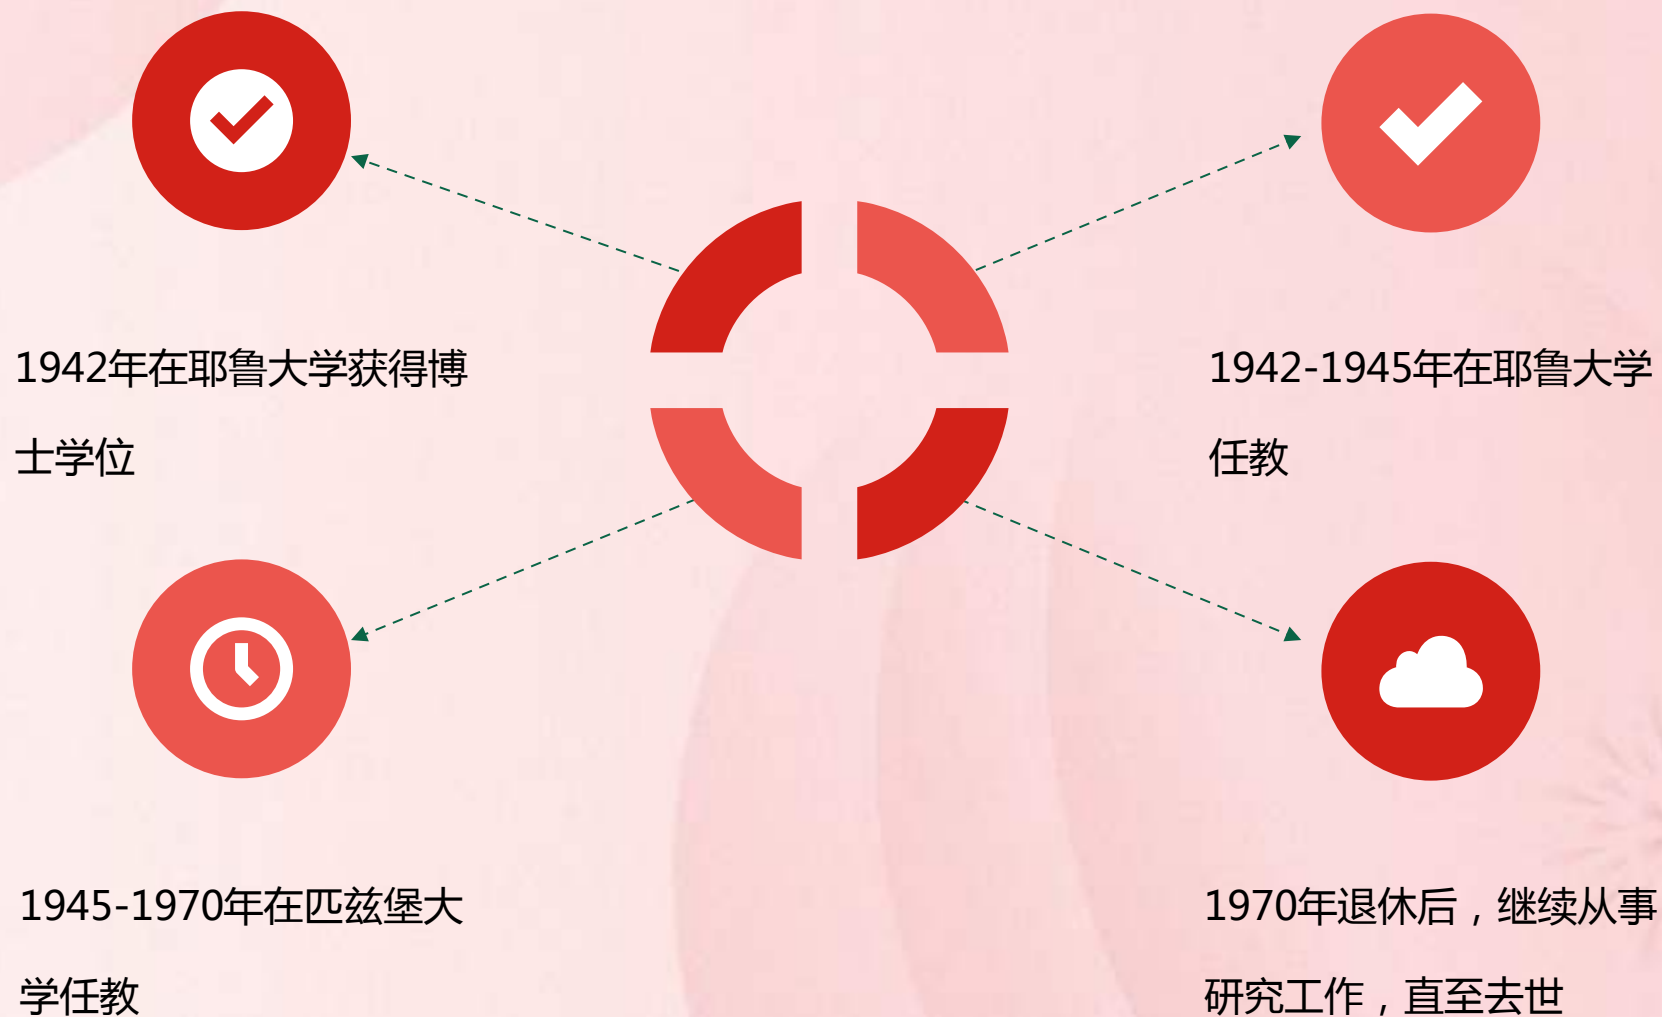 1942年在耶鲁大学获得博
士学位
1942-1945年在耶鲁大学
任教
1945-1970年在匹兹堡大
学任教
1970年退休后，继续从事
研究工作，直至去世